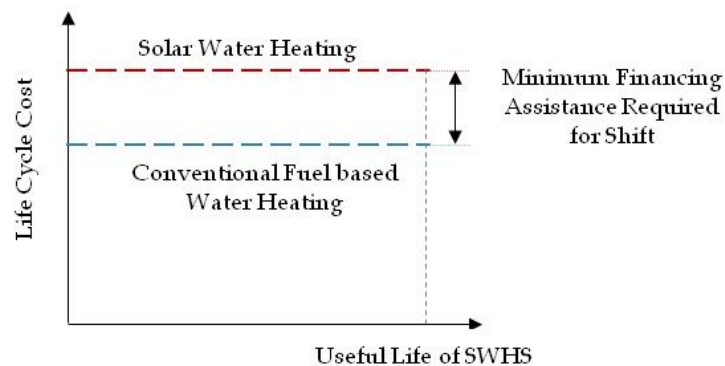 Solar Water Heating
Minimum Financing
Assistance Required
for Shift
Conventional Fuel based
Water Heating
Life Cycle Cost
Useful Life of SWHS